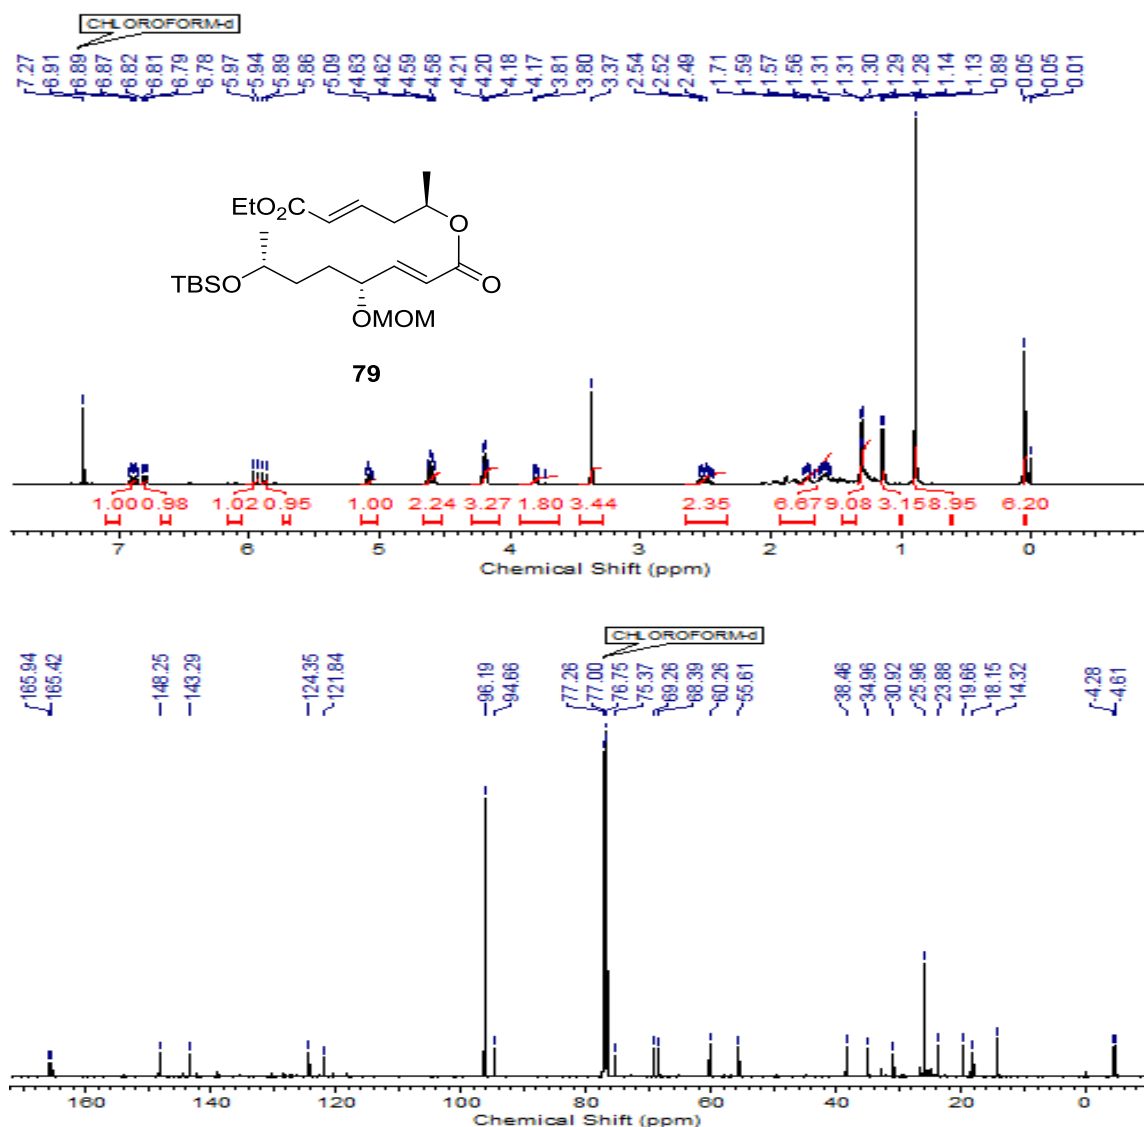 CHLOROFORM-d
7.27 6.91 6.89 6.87 6.82 6.81 6.79 6.78 5.97 5.94 5.89 5.86 5.09 4.63 4.62 4.59 4.58 4.21 4.20 4.18 4.17 3.81 3.80 3.37 2.54 2.52 2.49 1.71 1.59 1.57 1.56 1.31 1.31 1.30 1.29 1.28 1.14 1.13 0.89 0.05 0.05 0.01
EtO2C
O
TBSO
O
OMOM
79
1.00 0.98 1.02 0.95 1.00 2.24 3.27 1.80 3.44 2.35 6.67 9.08 3.15 8.95 6.20
7 6 5 4 3 2 1 0
Chemical Shift (ppm)
CHLOROFORM-d
165.94 165.42 148.25 143.29 124.35 121.84 96.19 94.66 77.26 77.00 76.75 75.37 69.26 68.39 60.26 55.61 38.46 34.96 30.92 25.96 23.88 19.66 18.15 14.32 -4.28 -4.61
160 140 120 100 80 60 40 20 0
Chemical Shift (ppm)